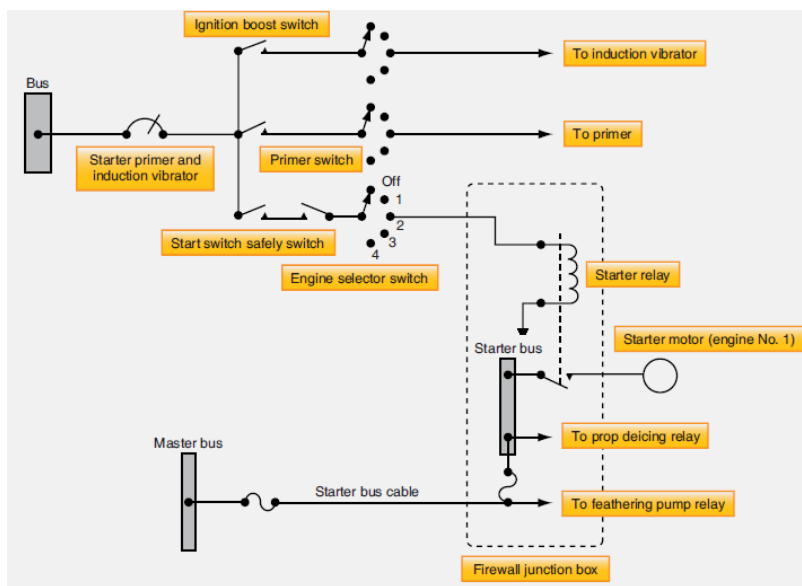 Ignition boost switch
To induction vibrator
Bus
Starter primer and
induction vibrator
Primer switch
To primer
Off
1
2
3
4
Start switch safely switch
Engine selector switch
Starter relay
Starter bus
Starter motor (engine No. 1)
Master bus
To prop deicing relay
Starter bus cable
To feathering pump relay
Firewall junction box